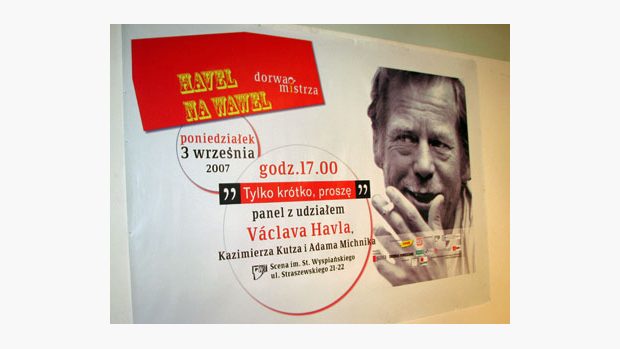 HAVEL
NA WAWEL
dorwa
mistrza
poniedziałek
3 września
2007
godz.17.00
” Tylko krótko, proszę ”
panel z udziałem
Václava Havla,
Kazimierza Kutza i Adama Michnika
Scena im. St. Wyspiańskiego
ul. Straszewskiego 21-22